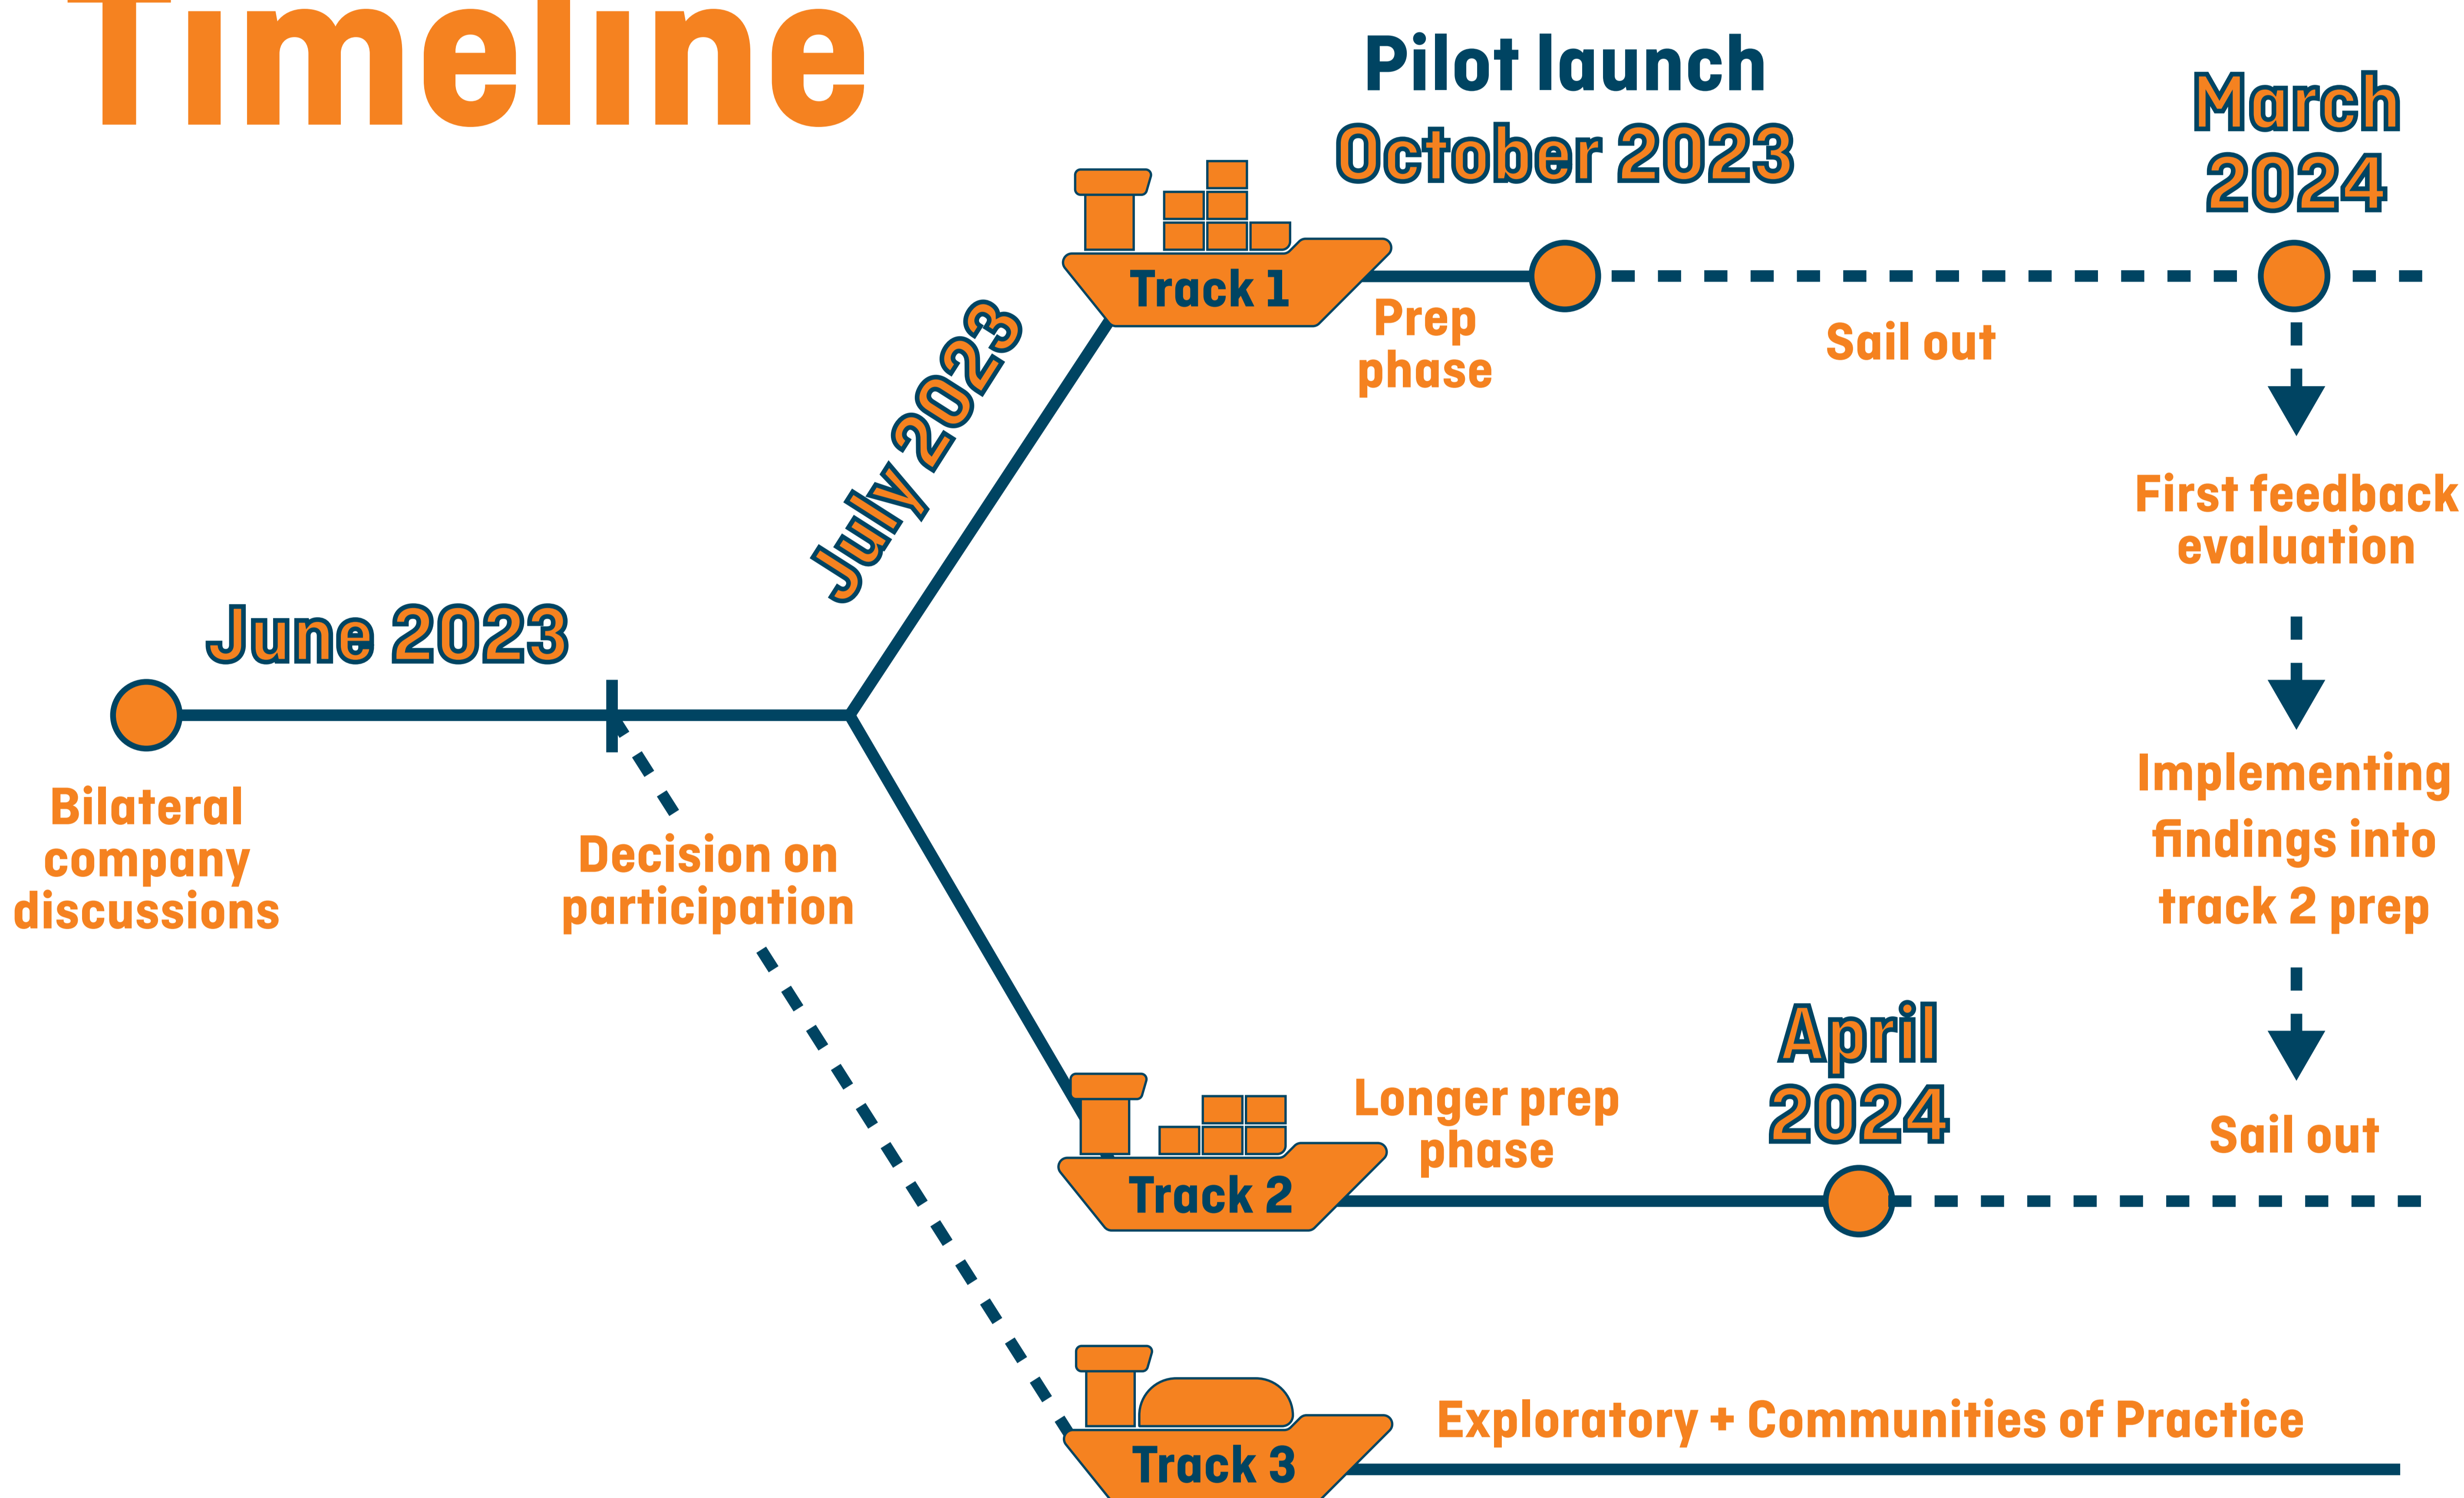 Timeline
Pilot launch
October 2023
March
2024
Track 1
Prep
phase
Sail out
July 2023
First feedback
evaluation
June 2023
Bilateral
company
discussions
Decision on
participation
Implementing
findings into
track 2 prep
April
2024
Longer prep
phase
Sail out
Track 2
Exploratory + Communities of Practice
Track 3